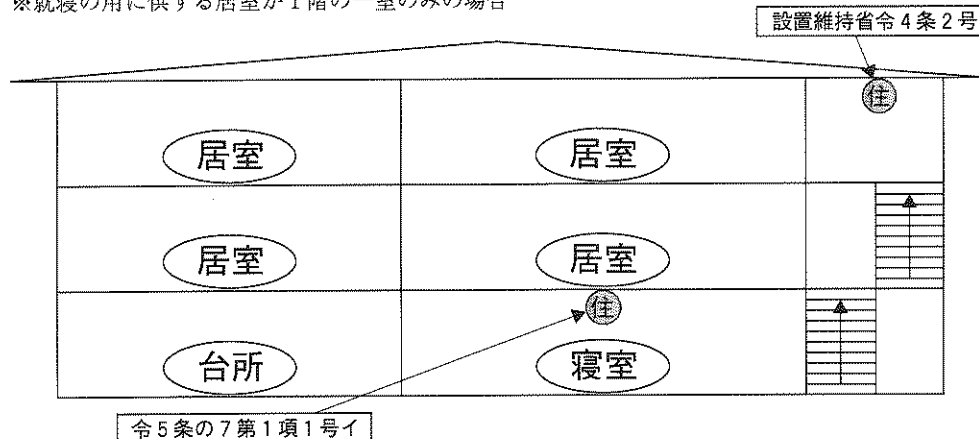 ※就寝の用に供する居室が1階の一室のみの場合
設置維持省令4条2号
住
居室
居室
居室
居室
住
台所
寝室
令5条の7第1項1号イ